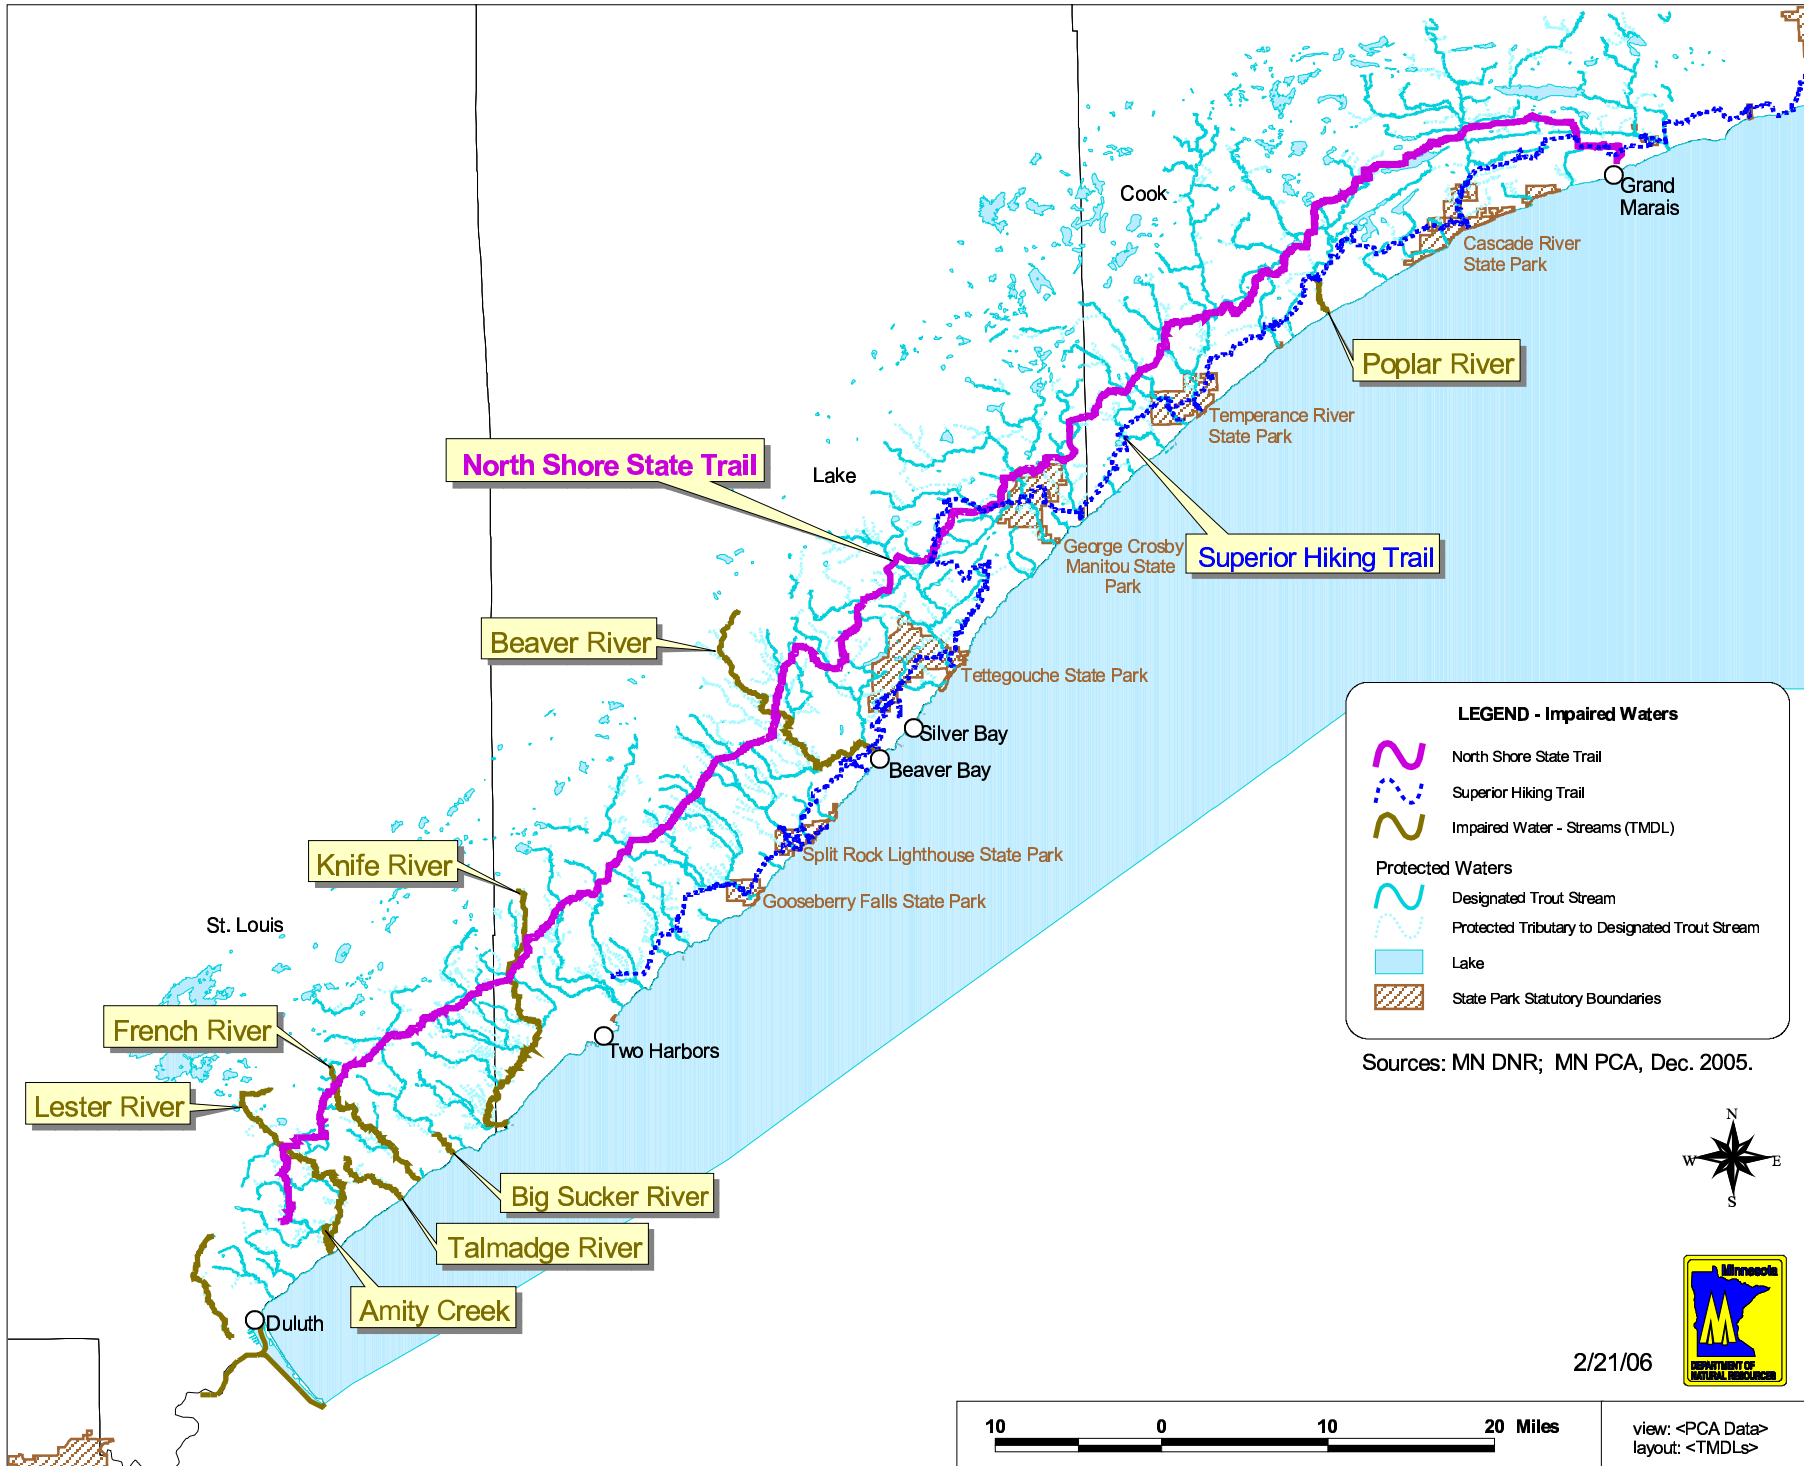 Cook
Grand
Marais
Cascade River
State Park
Poplar River
Temperance River
State Park
North Shore State Trail
Lake
George Crosby
Manitou State
Park
Superior Hiking Trail
Beaver River
Tettegouche State Park
Silver Bay
Beaver Bay
Split Rock Lighthouse State Park
Knife River
Gooseberry Falls State Park
St. Louis
French River
Two Harbors
Lester River
Big Sucker River
Talmadge River
Amity Creek
Duluth
LEGEND - Impaired Waters
North Shore State Trail
Superior Hiking Trail
Impaired Water - Streams (TMDL)
Protected Waters
Designated Trout Stream
Protected Tributary to Designated Trout Stream
Lake
State Park Statutory Boundaries
Sources: MN DNR; MN PCA, Dec. 2005.
N
W E
S
Minnesota
M
DEPARTMENT OF
NATURAL RESOURCES
2/21/06
10 0 10 20 Miles
view: <PCA Data>
layout: <TMDLs>